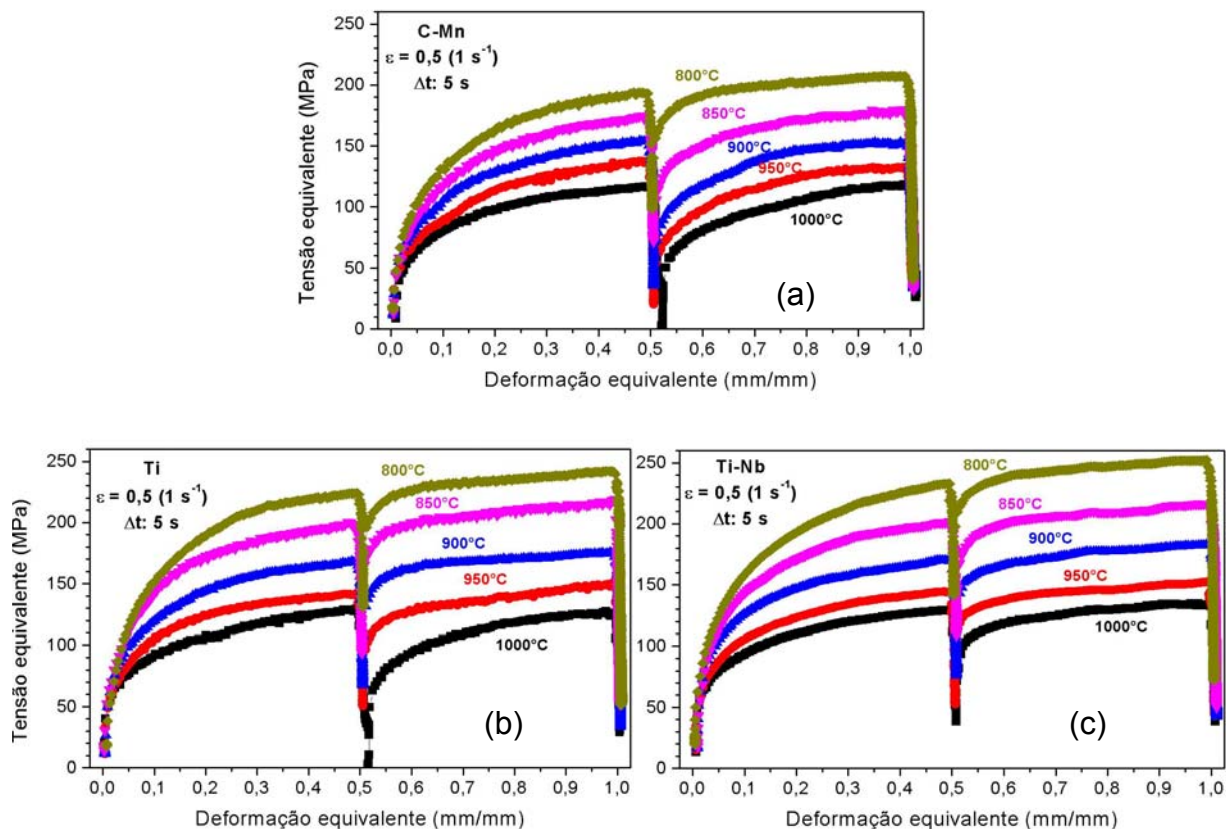 C-Mn
ε = 0,5 (1 s⁻¹)
Δt: 5 s
800°C
850°C
900°C
950°C
1000°C
(a)
Tensão equivalente (MPa)
250
200
150
100
50
0
0,0 0,1 0,2 0,3 0,4 0,5 0,6 0,7 0,8 0,9 1,0
Deformação equivalente (mm/mm)
Ti
ε = 0,5 (1 s⁻¹)
Δt: 5 s
800°C
850°C
900°C
950°C
1000°C
(b)
Tensão equivalente (MPa)
250
200
150
100
50
0
0,0 0,1 0,2 0,3 0,4 0,5 0,6 0,7 0,8 0,9 1,0
Deformação equivalente (mm/mm)
Ti-Nb
ε = 0,5 (1 s⁻¹)
Δt: 5 s
800°C
850°C
900°C
950°C
1000°C
(c)
Tensão equivalente (MPa)
250
200
150
100
50
0
0,0 0,1 0,2 0,3 0,4 0,5 0,6 0,7 0,8 0,9 1,0
Deformação equivalente (mm/mm)